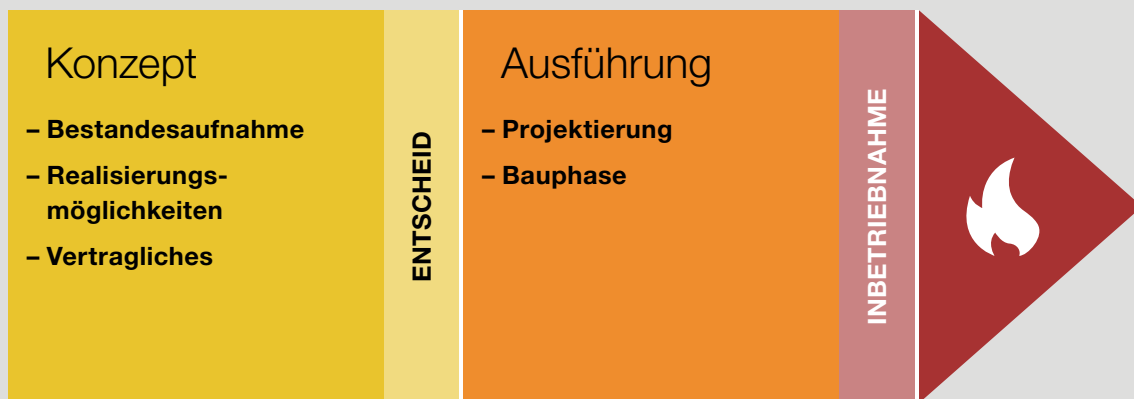 Konzept
– Bestandesaufnahme
– Realisierungs-
möglichkeiten
– Vertragliches
ENTSCHEID
Ausführung
– Projektierung
– Bauphase
INBETRIEBNAHME